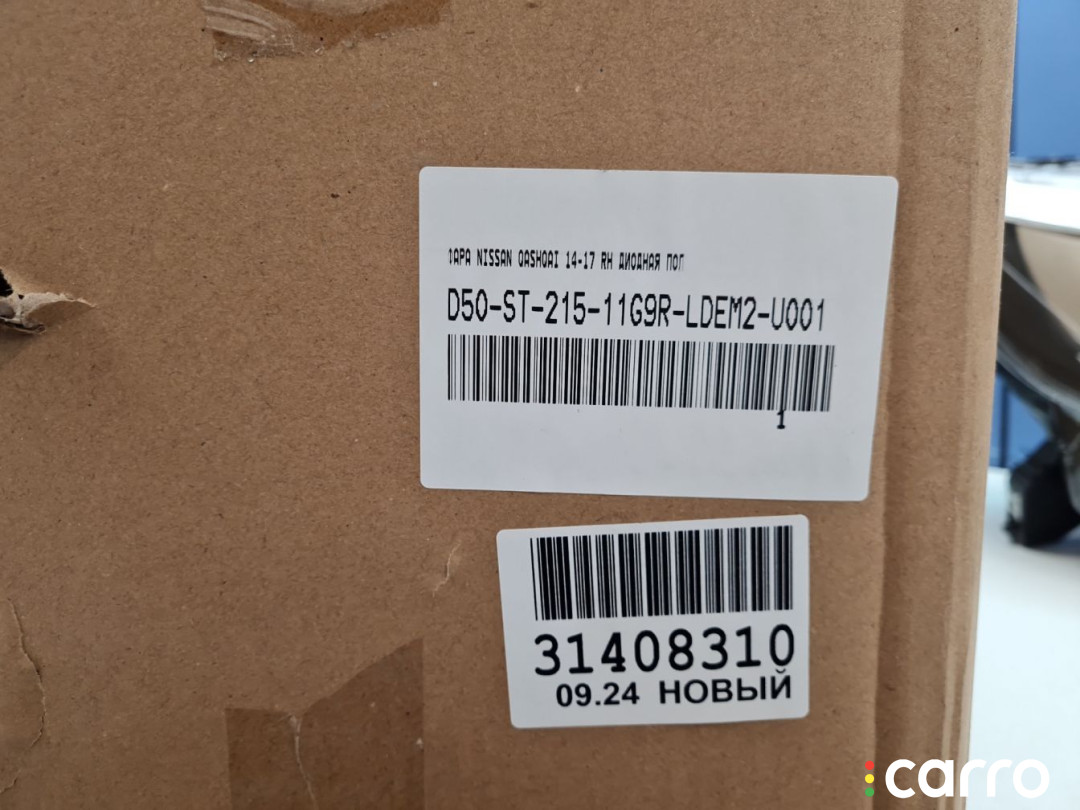 ФАРА NISSAN QASHQAI 14-17 RH ДИОДНАЯ ПОГ
D50-ST-215-11G9R-LDEM2-U001
1
31408310
09.24 НОВЫЙ
carro